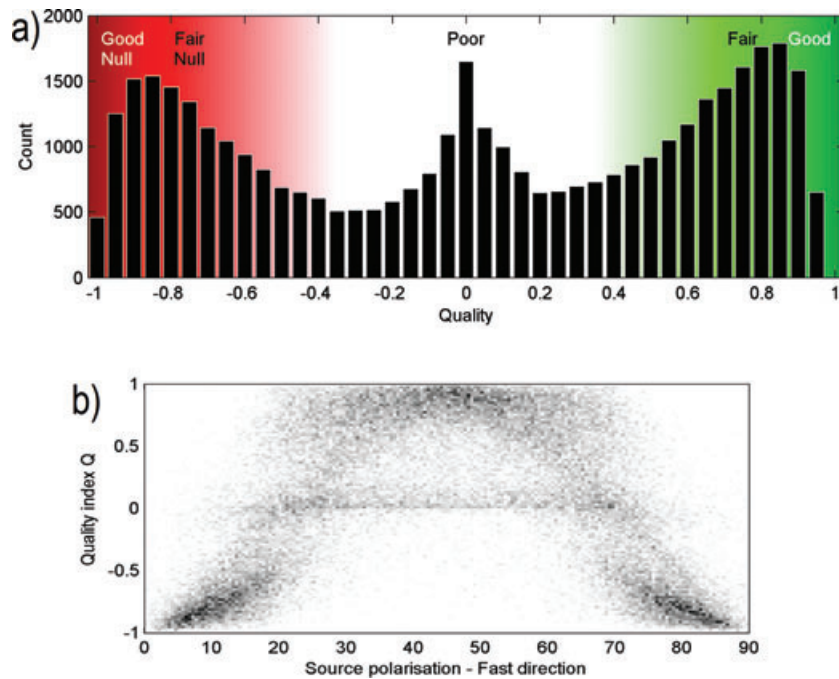 a)
2000
1500
1000
500
0
Count
Good Null
Fair Null
Poor
Fair
Good
-1 -0.8 -0.6 -0.4 -0.2 0 0.2 0.4 0.6 0.8 1
Quality
b)
1
0.5
0
-0.5
-1
Quality index Q
0 10 20 30 40 50 60 70 80 90
Source polarisation - Fast direction